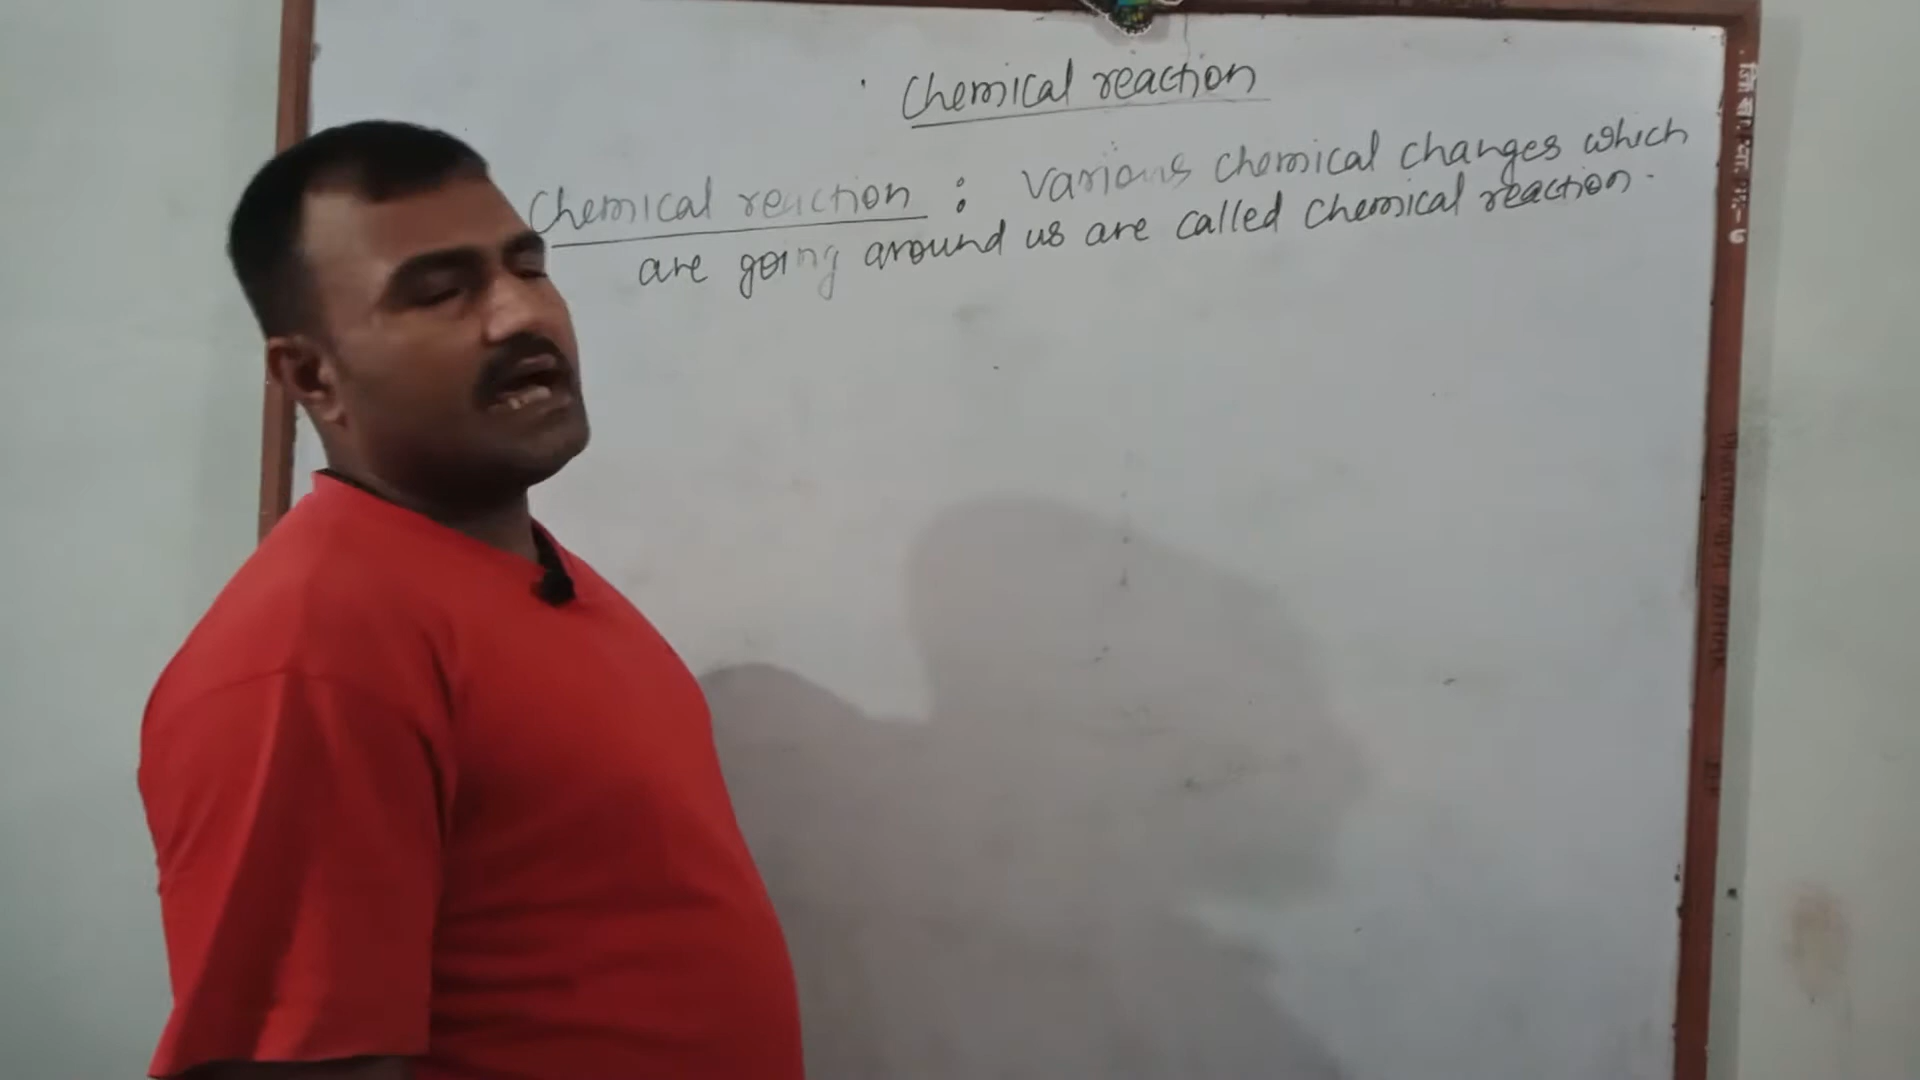 Chemical reaction
Chemical reaction : Various chemical changes which
are going around us are called chemical reaction.